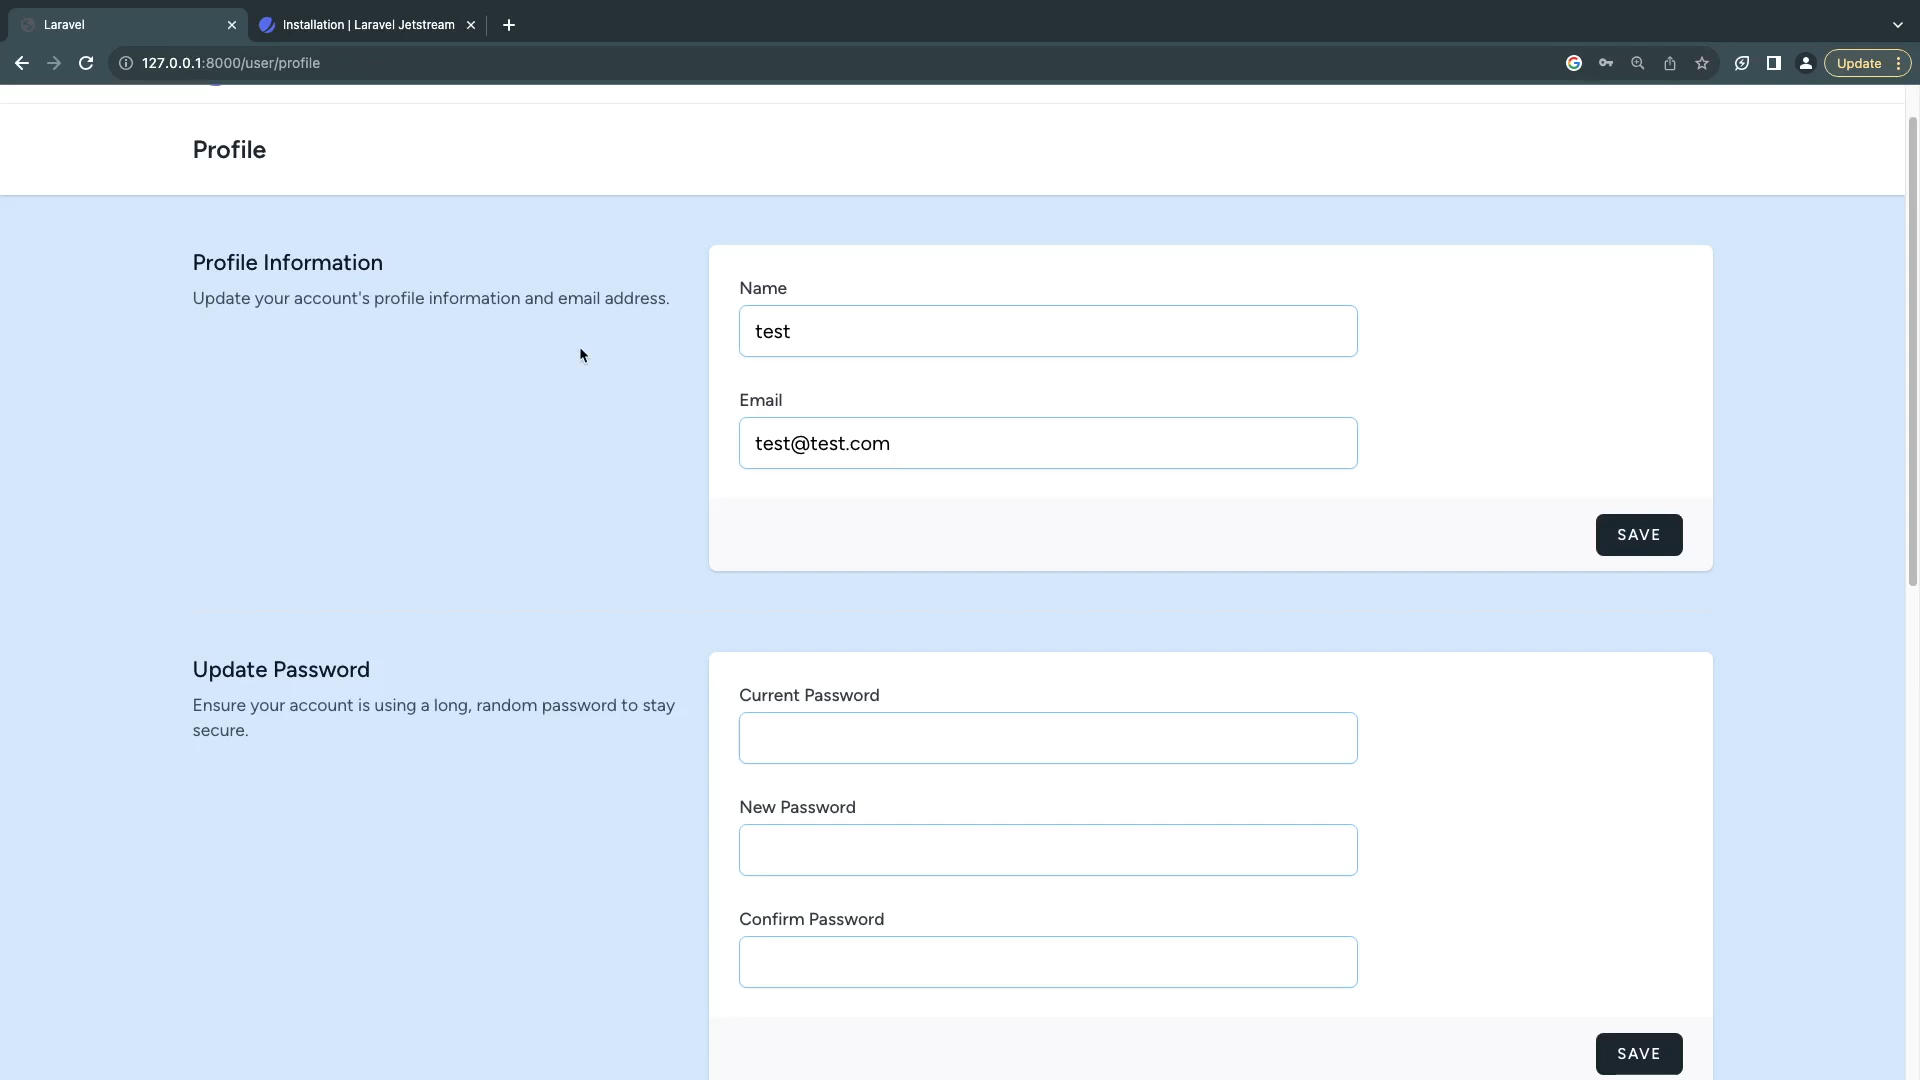 Laravel
Installation | Laravel Jetstream
127.0.0.1:8000/user/profile
Update
Profile
Profile Information
Update your account's profile information and email address.
Name
test
Email
test@test.com
SAVE
Update Password
Ensure your account is using a long, random password to stay
secure.
Current Password
New Password
Confirm Password
SAVE